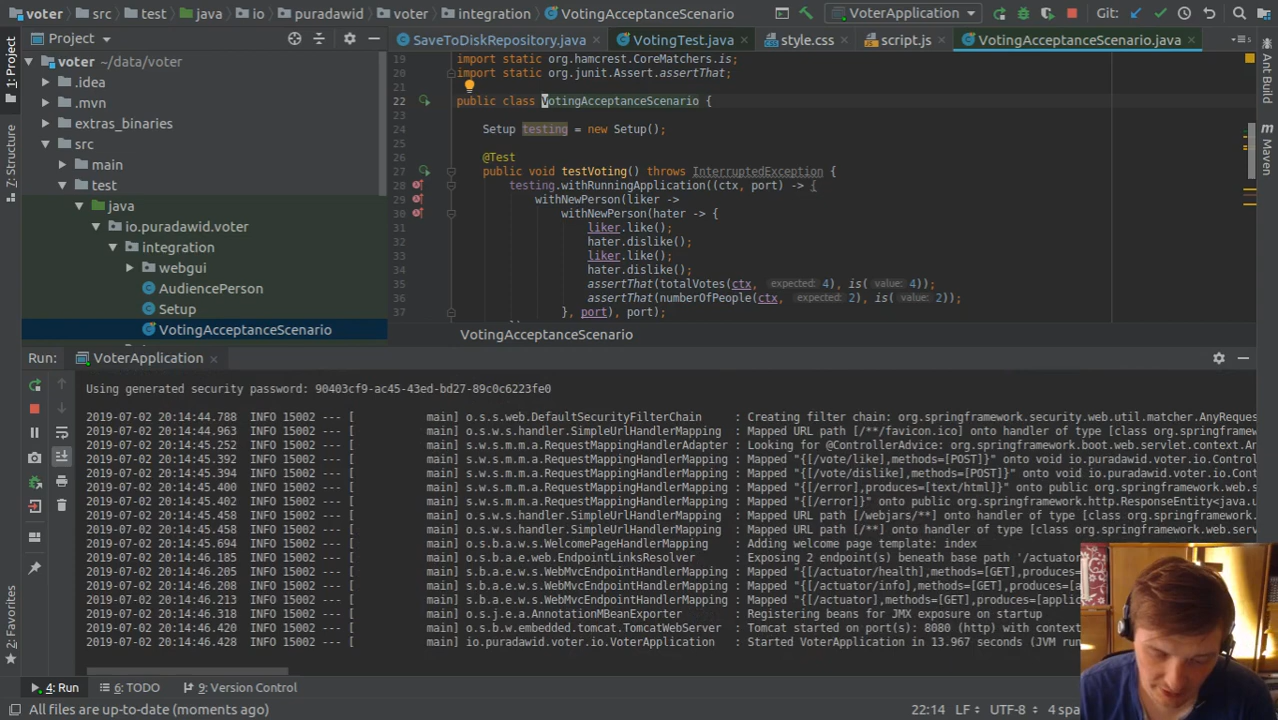 voter src test java io puradawid voter integration VotingAcceptanceScenario VoterApplication Git:
Project SaveToDiskRepository.java VotingTest.java style.css script.js VotingAcceptanceScenario.java
voter ~/data/voter
.idea
.mvn
extras_binaries
src
main
test
java
io.puradawid.voter
integration
webgui
AudiencePerson
Setup
VotingAcceptanceScenario
1: Project
7: Structure
2: Favorites
Ant Build
Maven
19 import static org.hamcrest.CoreMatchers.is;
20 import static org.junit.Assert.assertThat;
21
22 public class VotingAcceptanceScenario {
23
24 Setup testing = new Setup();
25
26 @Test
27 public void testVoting() throws InterruptedException {
28 testing.withRunningApplication((ctx, port) -> {
29 withNewPerson(liker ->
30 withNewPerson(hater -> {
31 liker.like();
32 hater.dislike();
33 liker.like();
34 hater.dislike();
35 assertThat(totalVotes(ctx, expected: 4), is( value: 4));
36 assertThat(numberOfPeople(ctx, expected: 2), is( value: 2));
37 }, port), port);
VotingAcceptanceScenario
Run: VoterApplication
Using generated security password: 90403cf9-ac45-43ed-bd27-89c0c6223fe0
2019-07-02 20:14:44.788 INFO 15002 --- [ main] o.s.s.web.DefaultSecurityFilterChain : Creating filter chain: org.springframework.security.web.util.matcher.AnyReques
2019-07-02 20:14:44.963 INFO 15002 --- [ main] o.s.w.s.handler.SimpleUrlHandlerMapping : Mapped URL path [/**/favicon.ico] onto handler of type [class org.springframew
2019-07-02 20:14:45.252 INFO 15002 --- [ main] s.w.s.m.m.a.RequestMappingHandlerAdapter : Looking for @ControllerAdvice: org.springframework.boot.web.servlet.context.An
2019-07-02 20:14:45.392 INFO 15002 --- [ main] s.w.s.m.m.a.RequestMappingHandlerMapping : Mapped "{[/vote/like],methods=[POST]}" onto void io.puradawid.voter.io.Control
2019-07-02 20:14:45.394 INFO 15002 --- [ main] s.w.s.m.m.a.RequestMappingHandlerMapping : Mapped "{[/vote/dislike],methods=[POST]}" onto void io.puradawid.voter.io.Cont
2019-07-02 20:14:45.400 INFO 15002 --- [ main] s.w.s.m.m.a.RequestMappingHandlerMapping : Mapped "{[/error],produces=[text/html]}" onto public org.springframework.web.s
2019-07-02 20:14:45.402 INFO 15002 --- [ main] s.w.s.m.m.a.RequestMappingHandlerMapping : Mapped "{[/error]}" onto public org.springframework.http.ResponseEntity<java.u
2019-07-02 20:14:45.458 INFO 15002 --- [ main] o.s.w.s.handler.SimpleUrlHandlerMapping : Mapped URL path [/webjars/**] onto handler of type [class org.springframework.
2019-07-02 20:14:45.458 INFO 15002 --- [ main] o.s.w.s.handler.SimpleUrlHandlerMapping : Mapped URL path [/**] onto handler of type [class org.springframework.web.serv
2019-07-02 20:14:45.694 INFO 15002 --- [ main] o.s.b.a.w.s.WelcomePageHandlerMapping : Adding welcome page template: index
2019-07-02 20:14:46.185 INFO 15002 --- [ main] o.s.b.a.e.web.EndpointLinksResolver : Exposing 2 endpoint(s) beneath base path '/actuator
2019-07-02 20:14:46.205 INFO 15002 --- [ main] s.b.a.e.w.s.WebMvcEndpointHandlerMapping : Mapped "{[/actuator/health],methods=[GET],produces=
2019-07-02 20:14:46.208 INFO 15002 --- [ main] s.b.a.e.w.s.WebMvcEndpointHandlerMapping : Mapped "{[/actuator/info],methods=[GET],produces=[a
2019-07-02 20:14:46.213 INFO 15002 --- [ main] s.b.a.e.w.s.WebMvcEndpointHandlerMapping : Mapped "{[/actuator],methods=[GET],produces=[applic
2019-07-02 20:14:46.318 INFO 15002 --- [ main] o.s.j.e.a.AnnotationMBeanExporter : Registering beans for JMX exposure on startup
2019-07-02 20:14:46.420 INFO 15002 --- [ main] o.s.b.w.embedded.tomcat.TomcatWebServer : Tomcat started on port(s): 8080 (http) with context
2019-07-02 20:14:46.428 INFO 15002 --- [ main] io.puradawid.voter.io.VoterApplication : Started VoterApplication in 13.967 seconds (JVM run
4: Run 6: TODO 9: Version Control
All files are up-to-date (moments ago) 22:14 LF UTF-8 4 spa